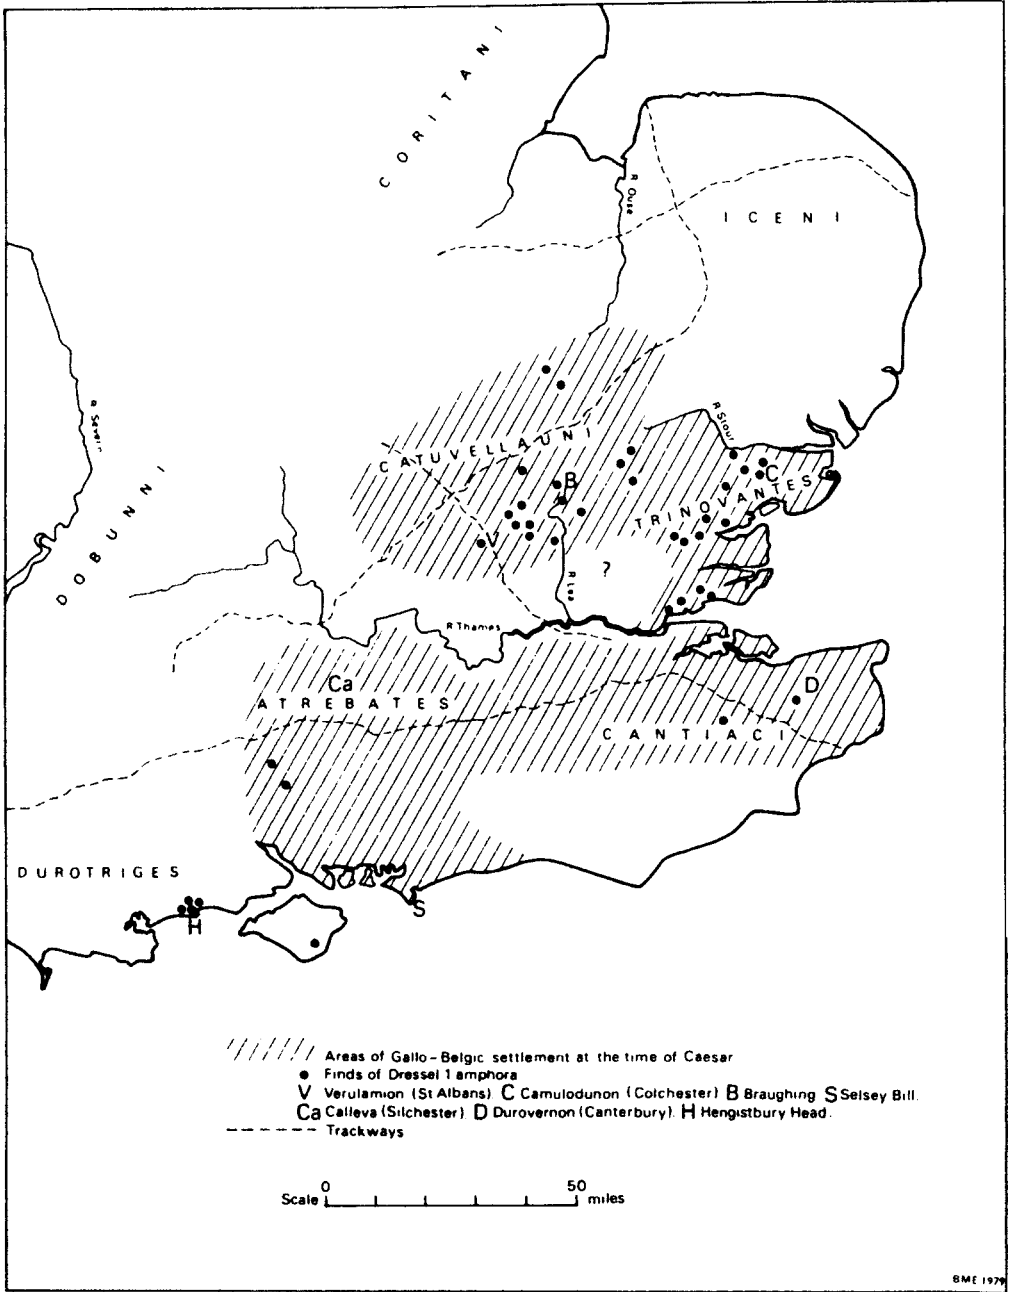 CORITANI
R Ouse
ICENI
R Severn
R Stour
CATUVELLAUNI
B
C
TRINOVANTES
DOBUNNI
V
?
R Lea
R Thames
Ca
D
ATREBATES
CANTIACI
DUROTRIGES
S
H
Areas of Gallo-Belgic settlement at the time of Caesar
Finds of Dressel 1 amphora
V Verulamion (St Albans) C Camulodunon (Colchester) B Braughing S Selsey Bill.
Ca Calleva (Silchester) D Durovernon (Canterbury). H Hengistbury Head.
Trackways
0 50
Scale miles
BME 1979